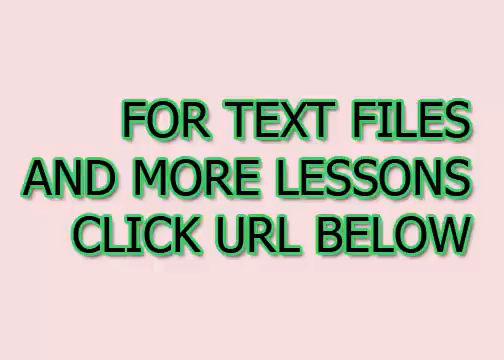 FOR TEXT FILES
AND MORE LESSONS
CLICK URL BELOW